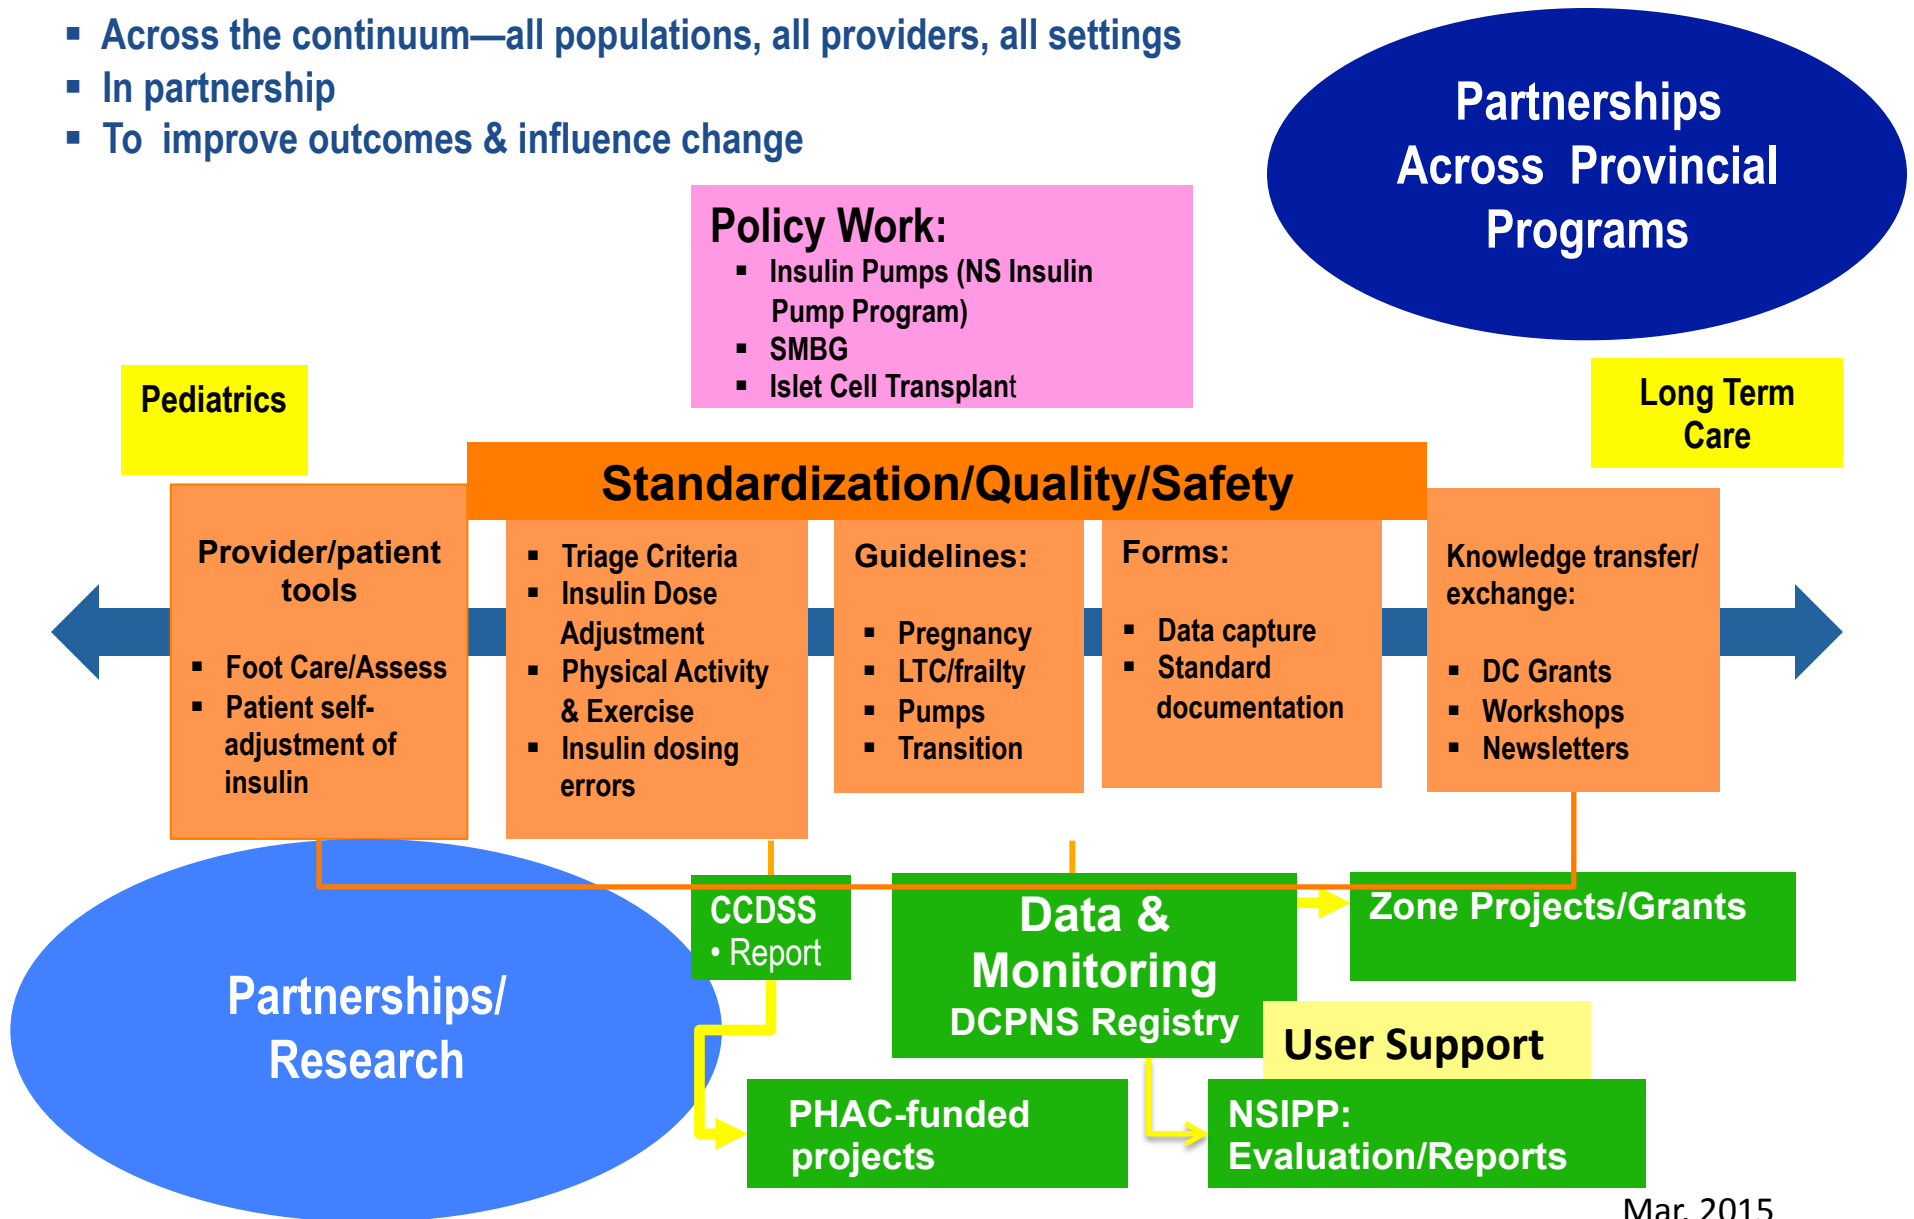 ▪ Across the continuum—all populations, all providers, all settings
▪ In partnership
▪ To improve outcomes & influence change
Partnerships
Across Provincial
Programs
Policy Work:
▪ Insulin Pumps (NS Insulin
Pump Program)
▪ SMBG
▪ Islet Cell Transplant
Pediatrics
Long Term
Care
Standardization/Quality/Safety
Provider/patient
tools
▪ Foot Care/Assess
▪ Patient self-
adjustment of
insulin
▪ Triage Criteria
▪ Insulin Dose
Adjustment
▪ Physical Activity
& Exercise
▪ Insulin dosing
errors
Guidelines:
▪ Pregnancy
▪ LTC/frailty
▪ Pumps
▪ Transition
Forms:
▪ Data capture
▪ Standard
documentation
Knowledge transfer/
exchange:
▪ DC Grants
▪ Workshops
▪ Newsletters
Partnerships/
Research
CCDSS
• Report
Data &
Monitoring
DCPNS Registry
Zone Projects/Grants
User Support
PHAC-funded
projects
NSIPP:
Evaluation/Reports
Mar. 2015